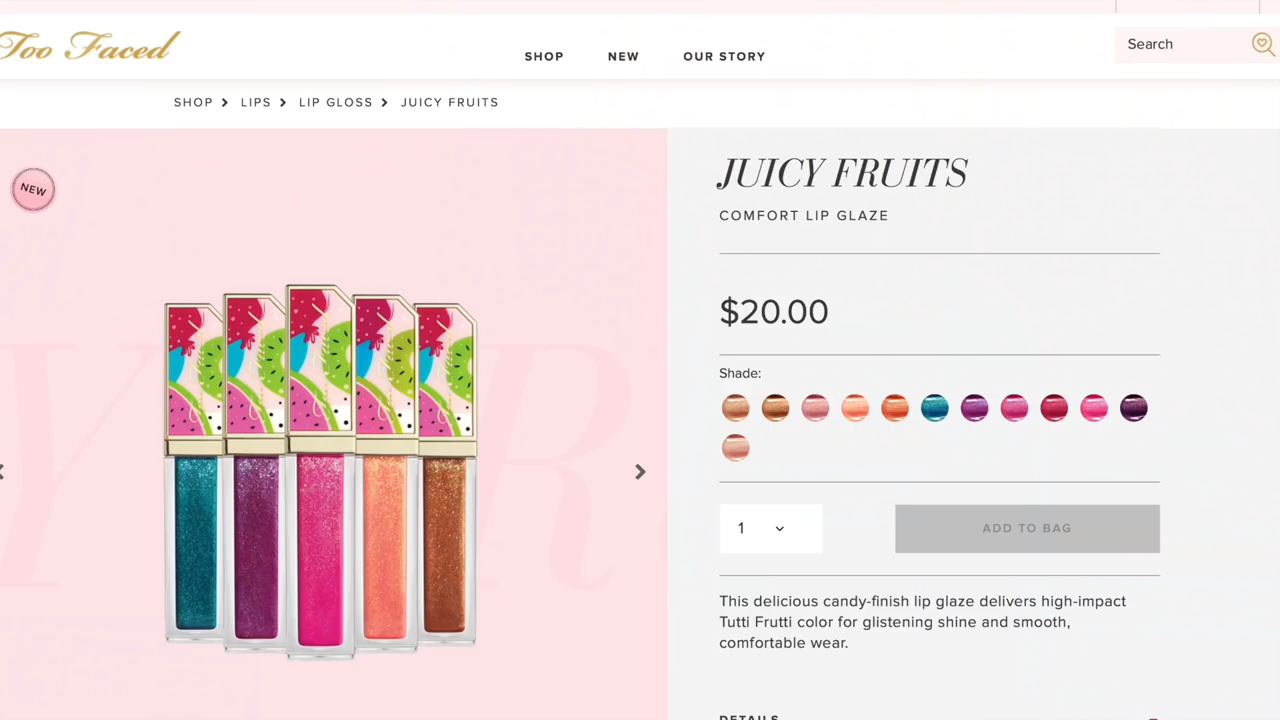 Too Faced
SHOP NEW OUR STORY
Search
SHOP > LIPS > LIP GLOSS > JUICY FRUITS
NEW
JUICY FRUITS
COMFORT LIP GLAZE
$20.00
Shade:
1
ADD TO BAG
This delicious candy-finish lip glaze delivers high-impact
Tutti Frutti color for glistening shine and smooth,
comfortable wear.
DETAILS